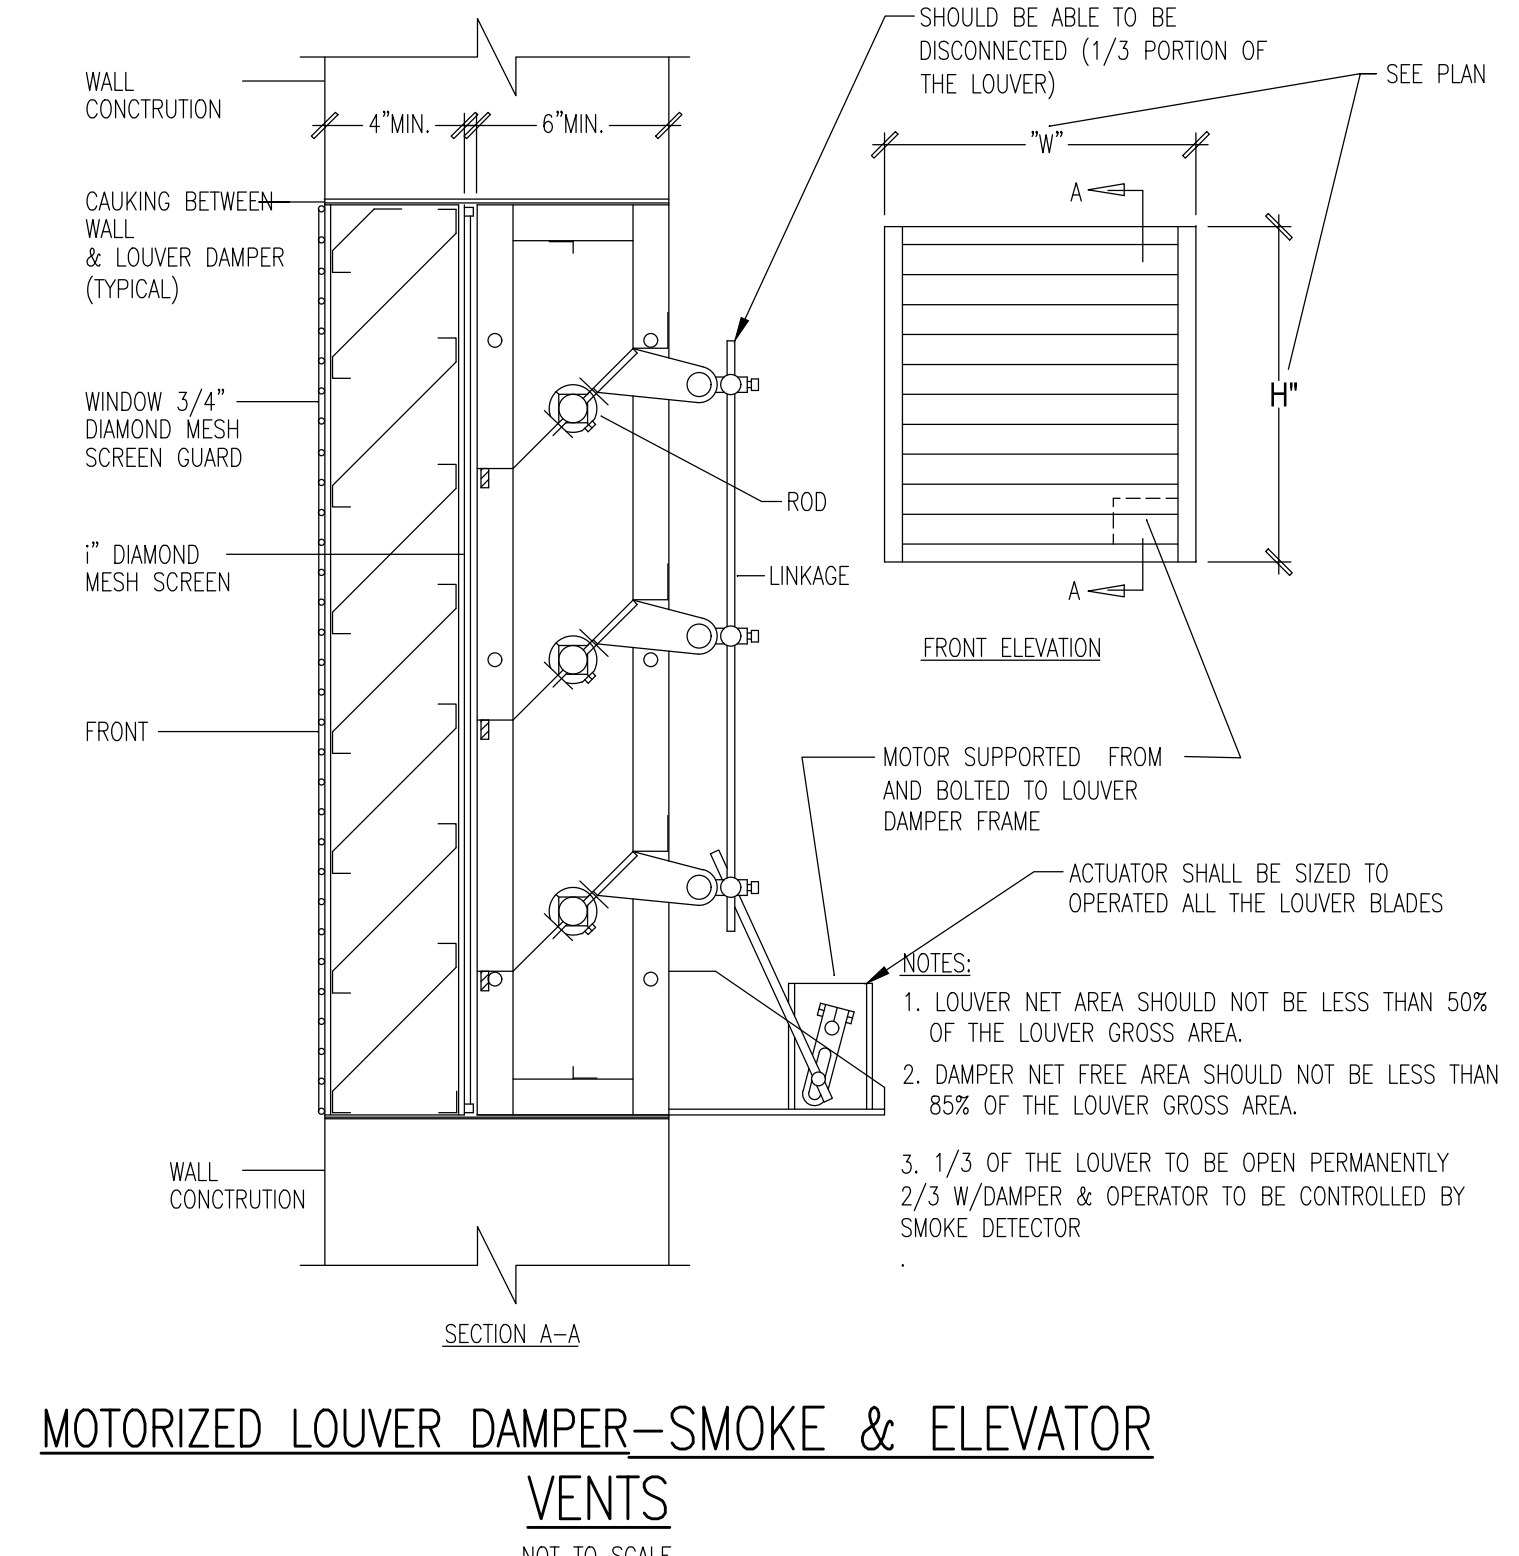 WALL
CONCTRUTION
4"MIN.
6"MIN.
SHOULD BE ABLE TO BE
DISCONNECTED (1/3 PORTION OF
THE LOUVER)
SEE PLAN
"W"
A
CAUKING BETWEEN
WALL
& LOUVER DAMPER
(TYPICAL)
WINDOW 3/4"
DIAMOND MESH
SCREEN GUARD
H"
ROD
i" DIAMOND
MESH SCREEN
LINKAGE
A
FRONT ELEVATION
FRONT
MOTOR SUPPORTED FROM
AND BOLTED TO LOUVER
DAMPER FRAME
ACTUATOR SHALL BE SIZED TO
OPERATED ALL THE LOUVER BLADES
NOTES:
1. LOUVER NET AREA SHOULD NOT BE LESS THAN 50%
OF THE LOUVER GROSS AREA.
2. DAMPER NET FREE AREA SHOULD NOT BE LESS THAN
85% OF THE LOUVER GROSS AREA.
3. 1/3 OF THE LOUVER TO BE OPEN PERMANENTLY
2/3 W/DAMPER & OPERATOR TO BE CONTROLLED BY
SMOKE DETECTOR
.
WALL
CONCTRUTION
SECTION A-A
MOTORIZED LOUVER DAMPER-SMOKE & ELEVATOR
VENTS
NOT TO SCALE